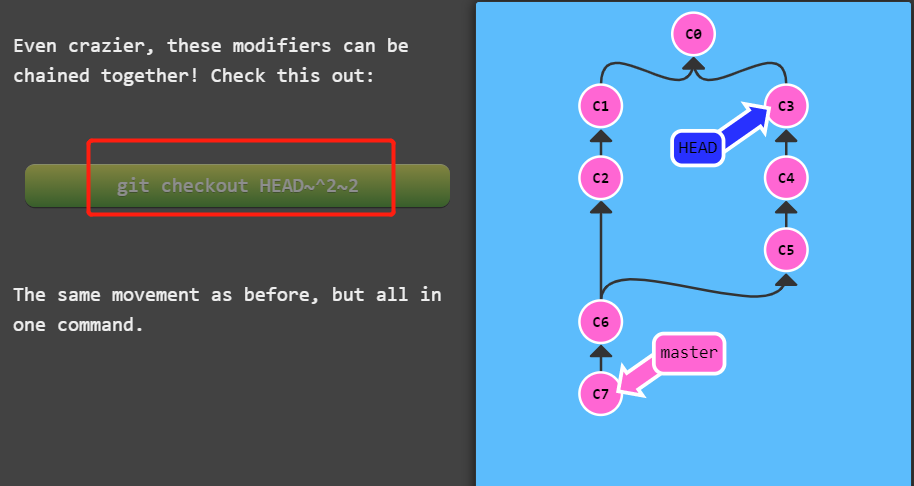 Even crazier, these modifiers can be
chained together! Check this out:
git checkout HEAD~^2~2
The same movement as before, but all in
one command.
C0
C1
C3
HEAD
C2
C4
C5
C6
master
C7